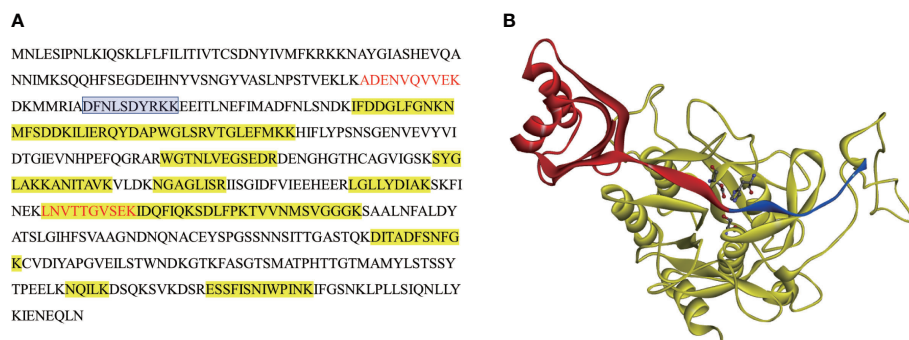 A
MNLESIPNLKIQSKLFLFILITIVTCSDNYIVMFKRKKNAYGIASHEVQA
NNIMKSQQHFSEGDEIHNYVSNGYVASLNPSTVEKLKADENVQVVEK
DKMMRIADFNLSDYRKKEEITLNEFIMADFNLSNDKIFDDGLFGNKN
MFSDDKILIERQYDAPWGLSRVTGLEFMKKHIFLYPSNSGENVEVYVI
DTGIEVNHPEFQGRARWGTNLVEGSEDRDENGHGTHCAGVIGSKSYG
LAKKANITAVKVLDKNGAGLISRIISGIDFVIEEHEERLGLLYDIAKSKFI
NEKLNVTTGVSEKIDQFIQKSDLFPKTVVNMSVGGGKSAALNFALDY
ATSLGIHFSVAAGNDNQNACEYSPGSSNNSITTGASTQKDITADFSNFG
KCVDIYAPGVEILSTWNDKGTKFASGTSMATPHTTGTMAMYLSTSSY
TPEELKNQILKDSQKSVKDSRESSFISNIWPINKIFGSNKLPLLSIQNLLY
KIENEQLN
B